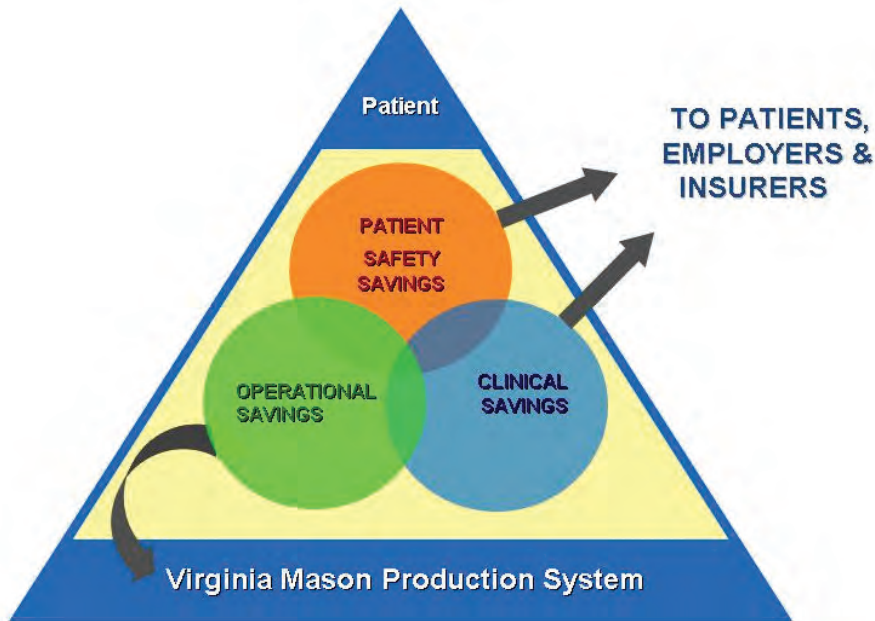 Patient
TO PATIENTS,
EMPLOYERS &
INSURERS
PATIENT
SAFETY
SAVINGS
OPERATIONAL
SAVINGS
CLINICAL
SAVINGS
Virginia Mason Production System